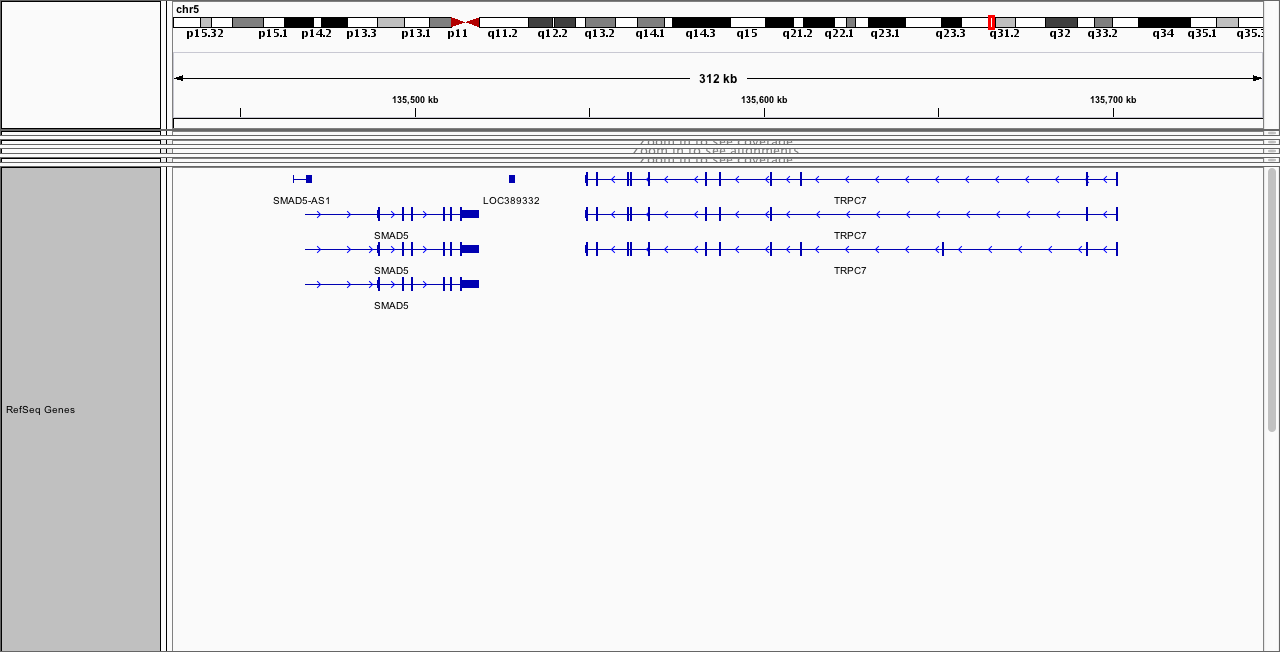 chr5
p15.32 p15.1 p14.2 p13.3 p13.1 p11 q11.2 q12.2 q13.2 q14.1 q14.3 q15 q21.2 q22.1 q23.1 q23.3 q31.2 q32 q33.2 q34 q35.1 q35.3
312 kb
135,500 kb 135,600 kb 135,700 kb
Zoom in to see coverage
Zoom in to see alignments
Zoom in to see coverage
SMAD5-AS1 LOC389332 TRPC7
SMAD5 TRPC7
SMAD5 TRPC7
SMAD5
RefSeq Genes